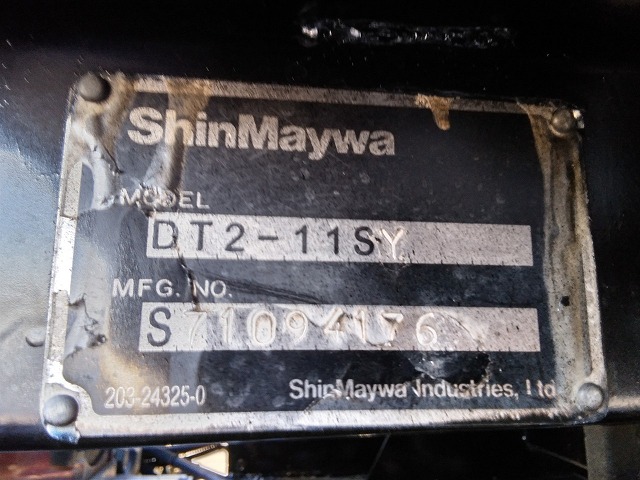 ShinMaywa
MODEL
DT2-11SY
MFG. NO.
S71094176
203-24325-0 ShinMaywa Industries, Ltd